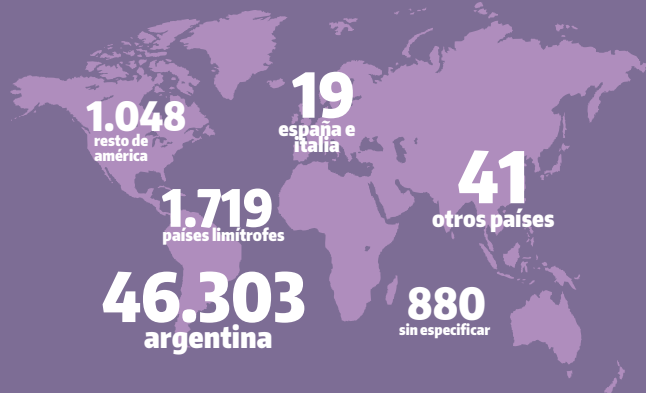 19
españa e
italia
1.048
resto de
américa
41
otros países
1.719
países limítrofes
46.303
argentina
880
sin especificar